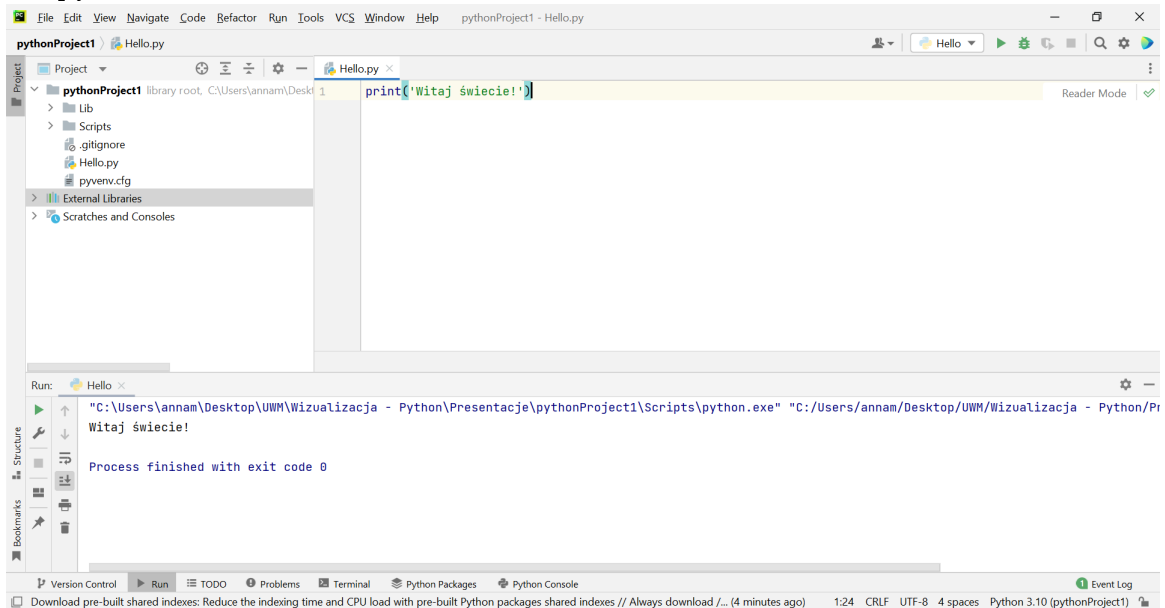 File Edit View Navigate Code Refactor Run Tools VCS Window Help pythonProject1 - Hello.py
pythonProject1 Hello.py Hello
Project Project Hello.py
pythonProject1 library root, C:\Users\annam\Deskt 1 print('Witaj świecie!') Reader Mode
Lib
Scripts
.gitignore
Hello.py
pyvenv.cfg
External Libraries
Scratches and Consoles
Run: Hello
"C:\Users\annam\Desktop\UWM\Wizualizacja - Python\Presentacje\pythonProject1\Scripts\python.exe" "C:/Users/annam/Desktop/UWM/Wizualizacja - Python/Pr
Witaj świecie!
Process finished with exit code 0
Structure
Bookmarks
Version Control Run TODO Problems Terminal Python Packages Python Console 1 Event Log
Download pre-built shared indexes: Reduce the indexing time and CPU load with pre-built Python packages shared indexes // Always download /... (4 minutes ago) 1:24 CRLF UTF-8 4 spaces Python 3.10 (pythonProject1)